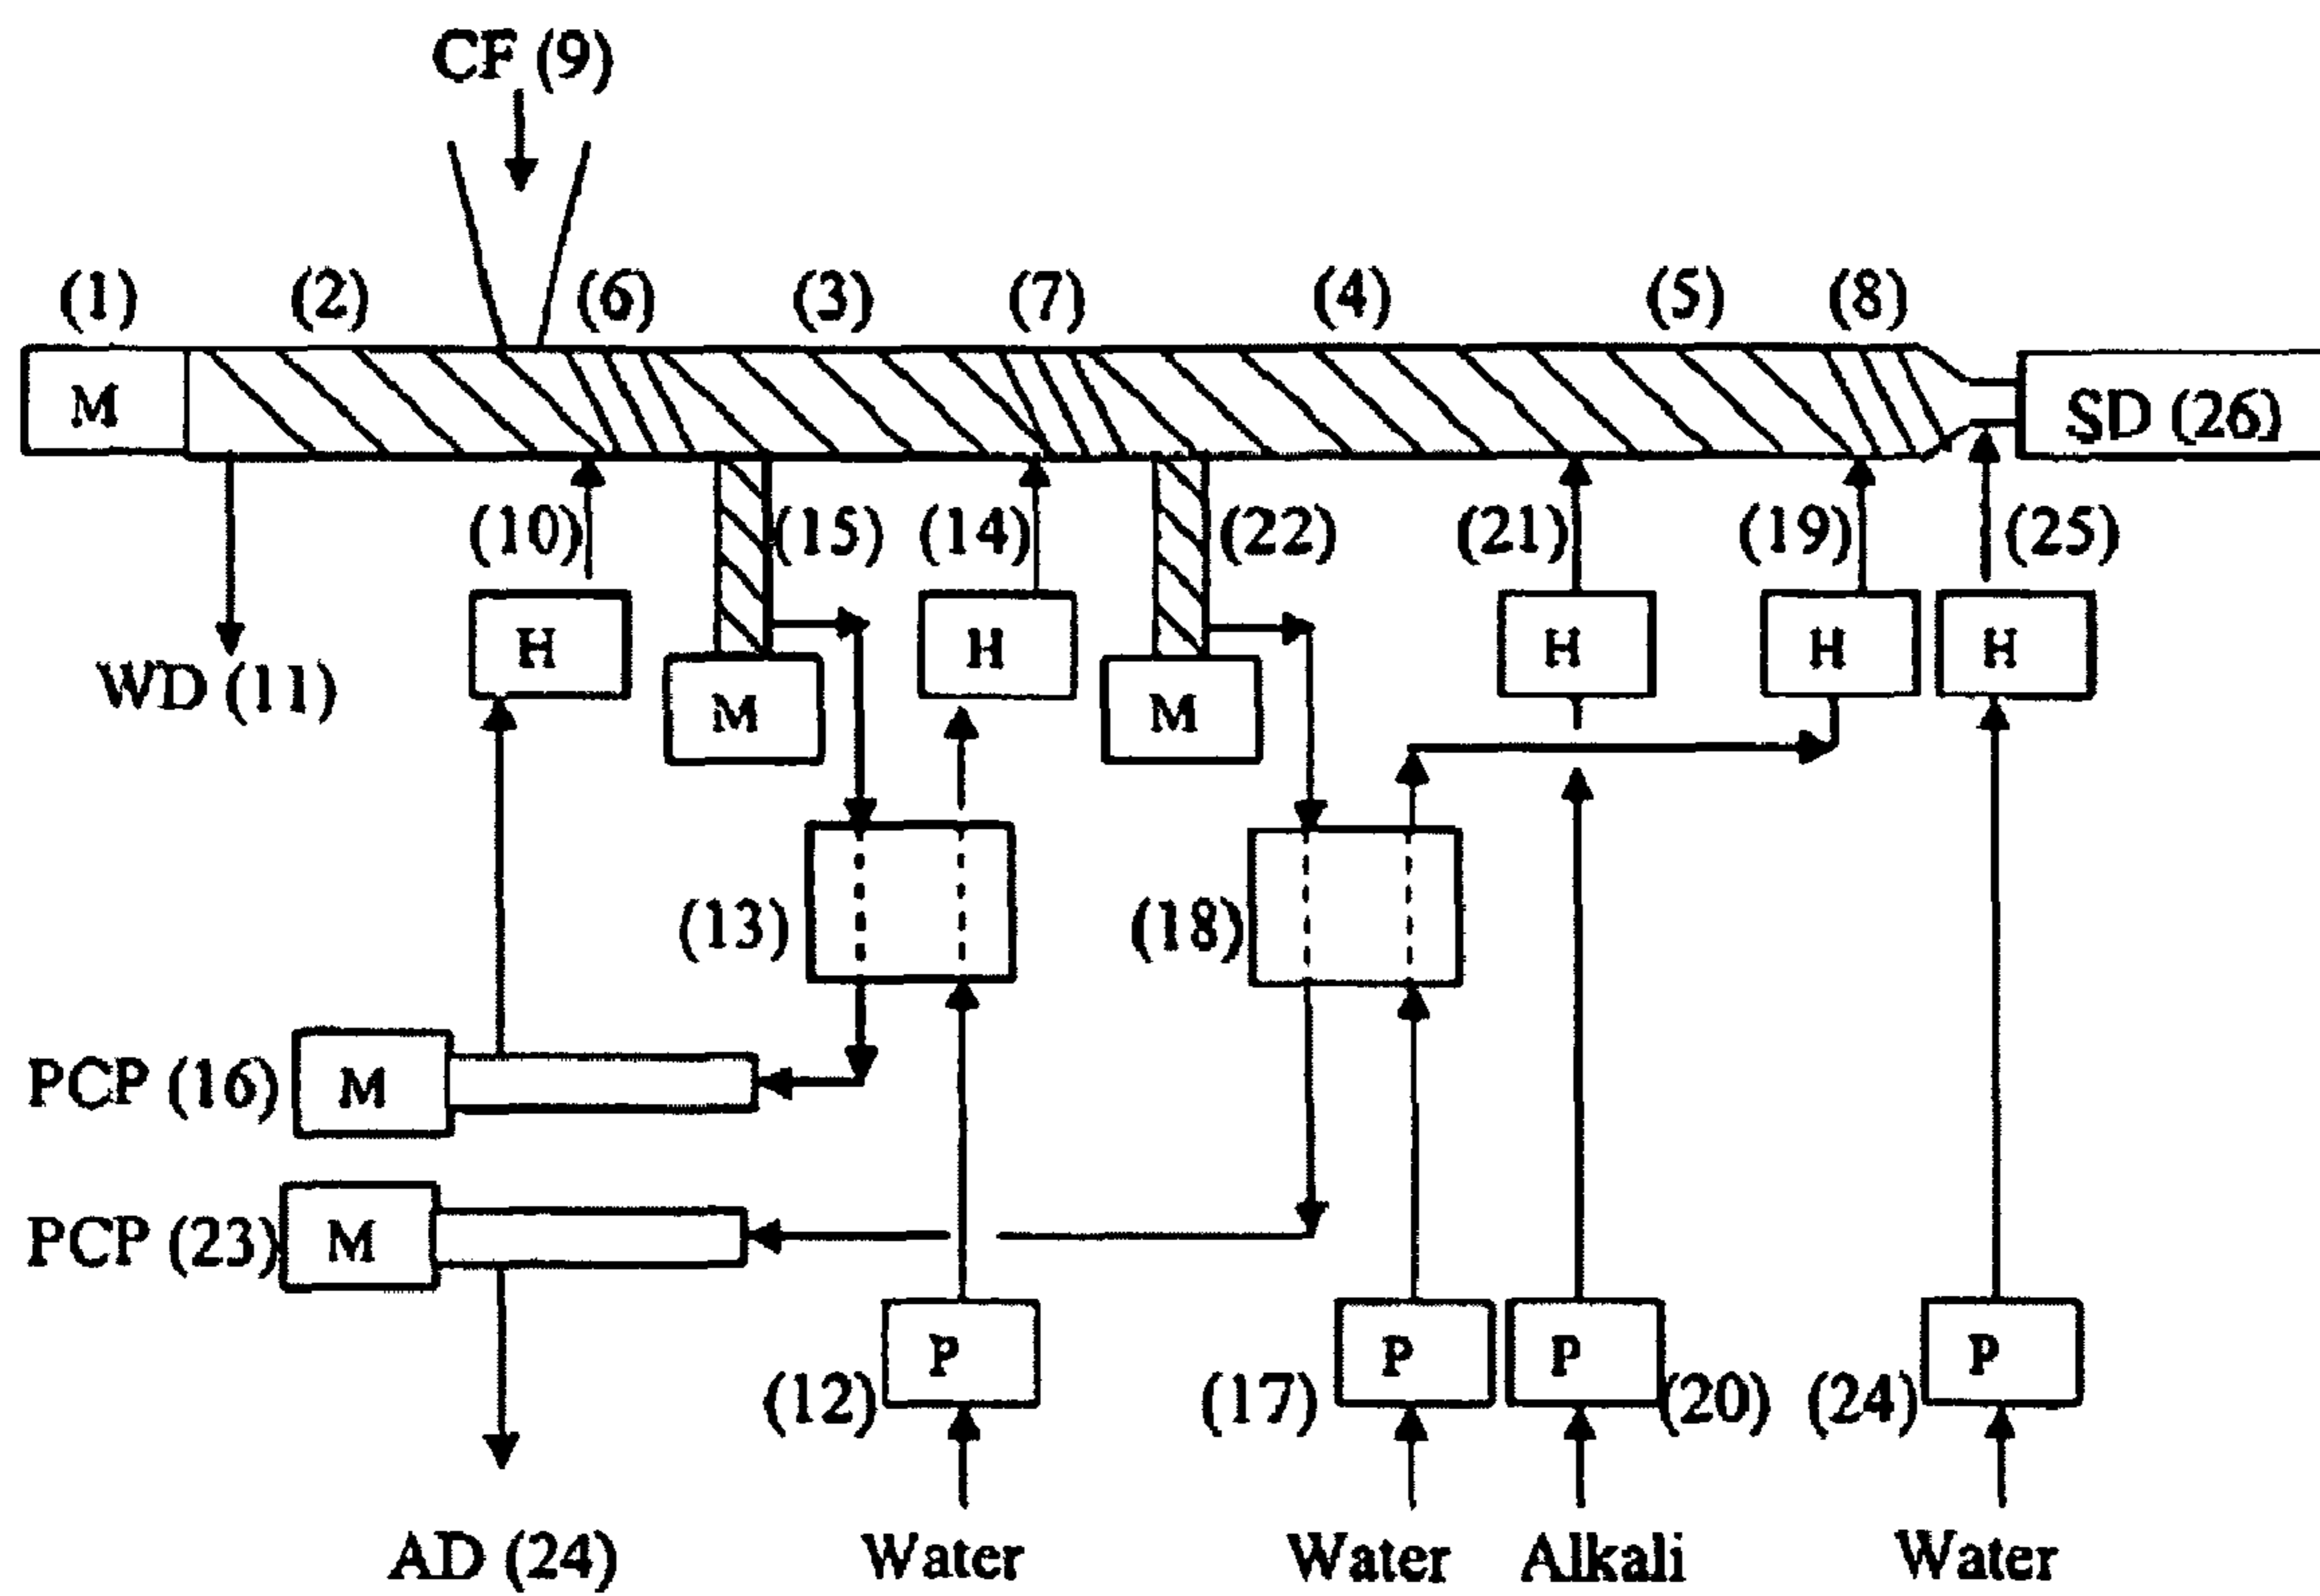 CF (9)
(1) (2) (6) (3) (7) (4) (5) (8)
M SD (26)
(10) (15) (14) (22) (21) (19) (25)
H H H H H
WD (11) M M
(13) (18)
PCP (16) M
PCP (23) M
P P P P
(12) (17) (20) (24)
AD (24) Water Water Alkali Water